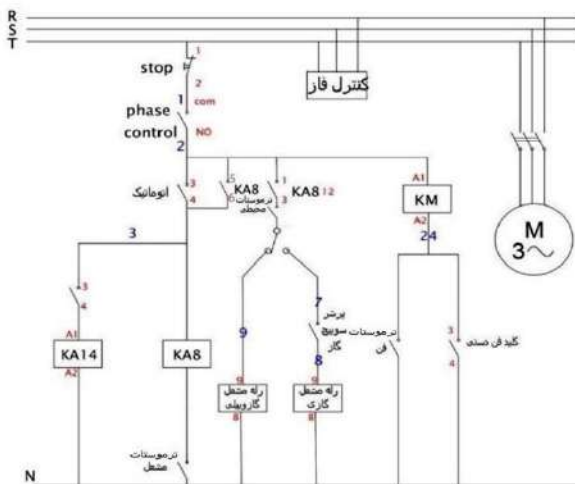 R
S
T
stop
1
2
1
com
phase
control
NO
2
کنترل فاز
اتوماتیک
3
4
KA8
5
6
KA8 12
1
3
ترموستات
محیطی
A1
KM
A2
24
M
3~
3
3
4
A1
KA14
A2
KA8
9
7
پرشر
سوییچ
گاز
8
ترموستات
فن
3
کلید فن دستی
4
9
رله مشعل
گازوییلی
8
9
رله مشعل
گازی
8
ترموستات
مشعل
N